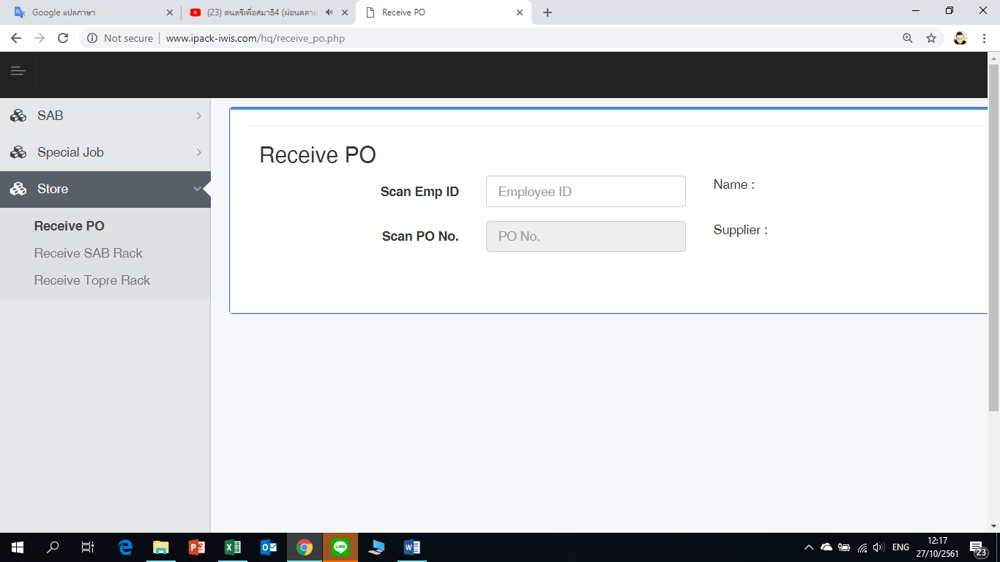 Google แปลภาษา
(23) ดนตรีเพื่อสมาธิ4 (ผ่อนคลาย
Receive PO
Not secure
www.ipack-iwis.com/hq/receive_po.php
SAB
Special Job
Store
Receive PO
Receive SAB Rack
Receive Topre Rack
Receive PO
Scan Emp ID
Employee ID
Name :
Scan PO No.
PO No.
Supplier :
LINE
ENG
12:17
27/10/2561
23